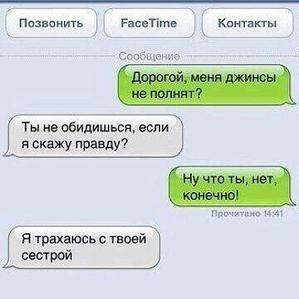 Позвонить FaceTime Контакты
Сообщение
Дорогой, меня джинсы
не полнят?
Ты не обидишься, если
я скажу правду?
Ну что ты, нет,
конечно!
Прочитано 14:41
Я трахаюсь с твоей
сестрой